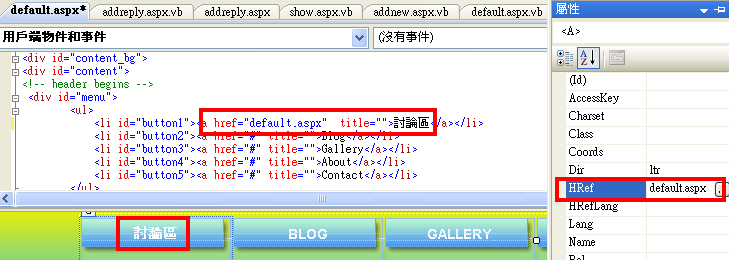 default.aspx* addreply.aspx.vb addreply.aspx show.aspx.vb addnew.aspx.vb default.aspx.vb
用戶端物件和事件 (沒有事件)
<div id="content_bg">
<div id="content">
<!-- header begins -->
<div id="menu">
<ul>
<li id="button1"><a href="default.aspx" title="">討論區</a></li>
<li id="button2"><a href="#" title="">Blog</a></li>
<li id="button3"><a href="#" title="">Gallery</a></li>
<li id="button4"><a href="#" title="">About</a></li>
<li id="button5"><a href="#" title="">Contact</a></li>
</ul>
討論區 BLOG GALLERY
屬性
<A>
(Id)
AccessKey
Charset
Class
Coords
Dir ltr
HRef default.aspx
HRefLang
Lang
Name
Rel